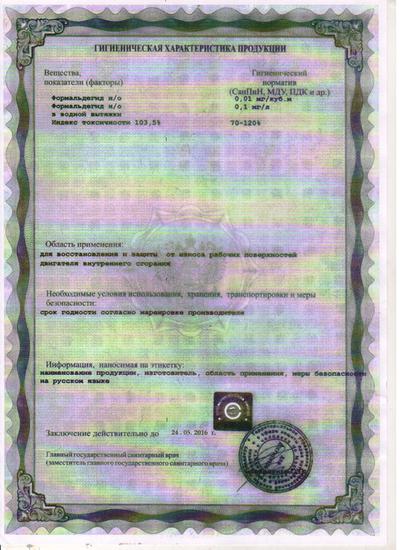 ГИГИЕНИЧЕСКАЯ ХАРАКТЕРИСТИКА ПРОДУКЦИИ
Вещества, показатели (факторы)
Гигиенический норматив
(СанПиН, МДУ, ПДК и др.)
Формальдегид н/о 0,01 мг/куб.м
Формальдегид н/о 0,1 мг/л
в водной вытяжки
Индекс токсичности 103,5% 70-120%
Область применения:
для восстановления и защиты от износа рабочих поверхностей
двигателя внутреннего сгорания
Необходимые условия использования, хранения, транспортировки и меры
безопасности:
срок годности согласно маркировке производителя
Информация, наносимая на этикетку:
наименование продукции, изготовитель, область применения, меры безопасности
на русском языке
Заключение действительно до 24.05.2016 г.
Главный государственный санитарный врач
(заместитель главного государственного санитарного врача)